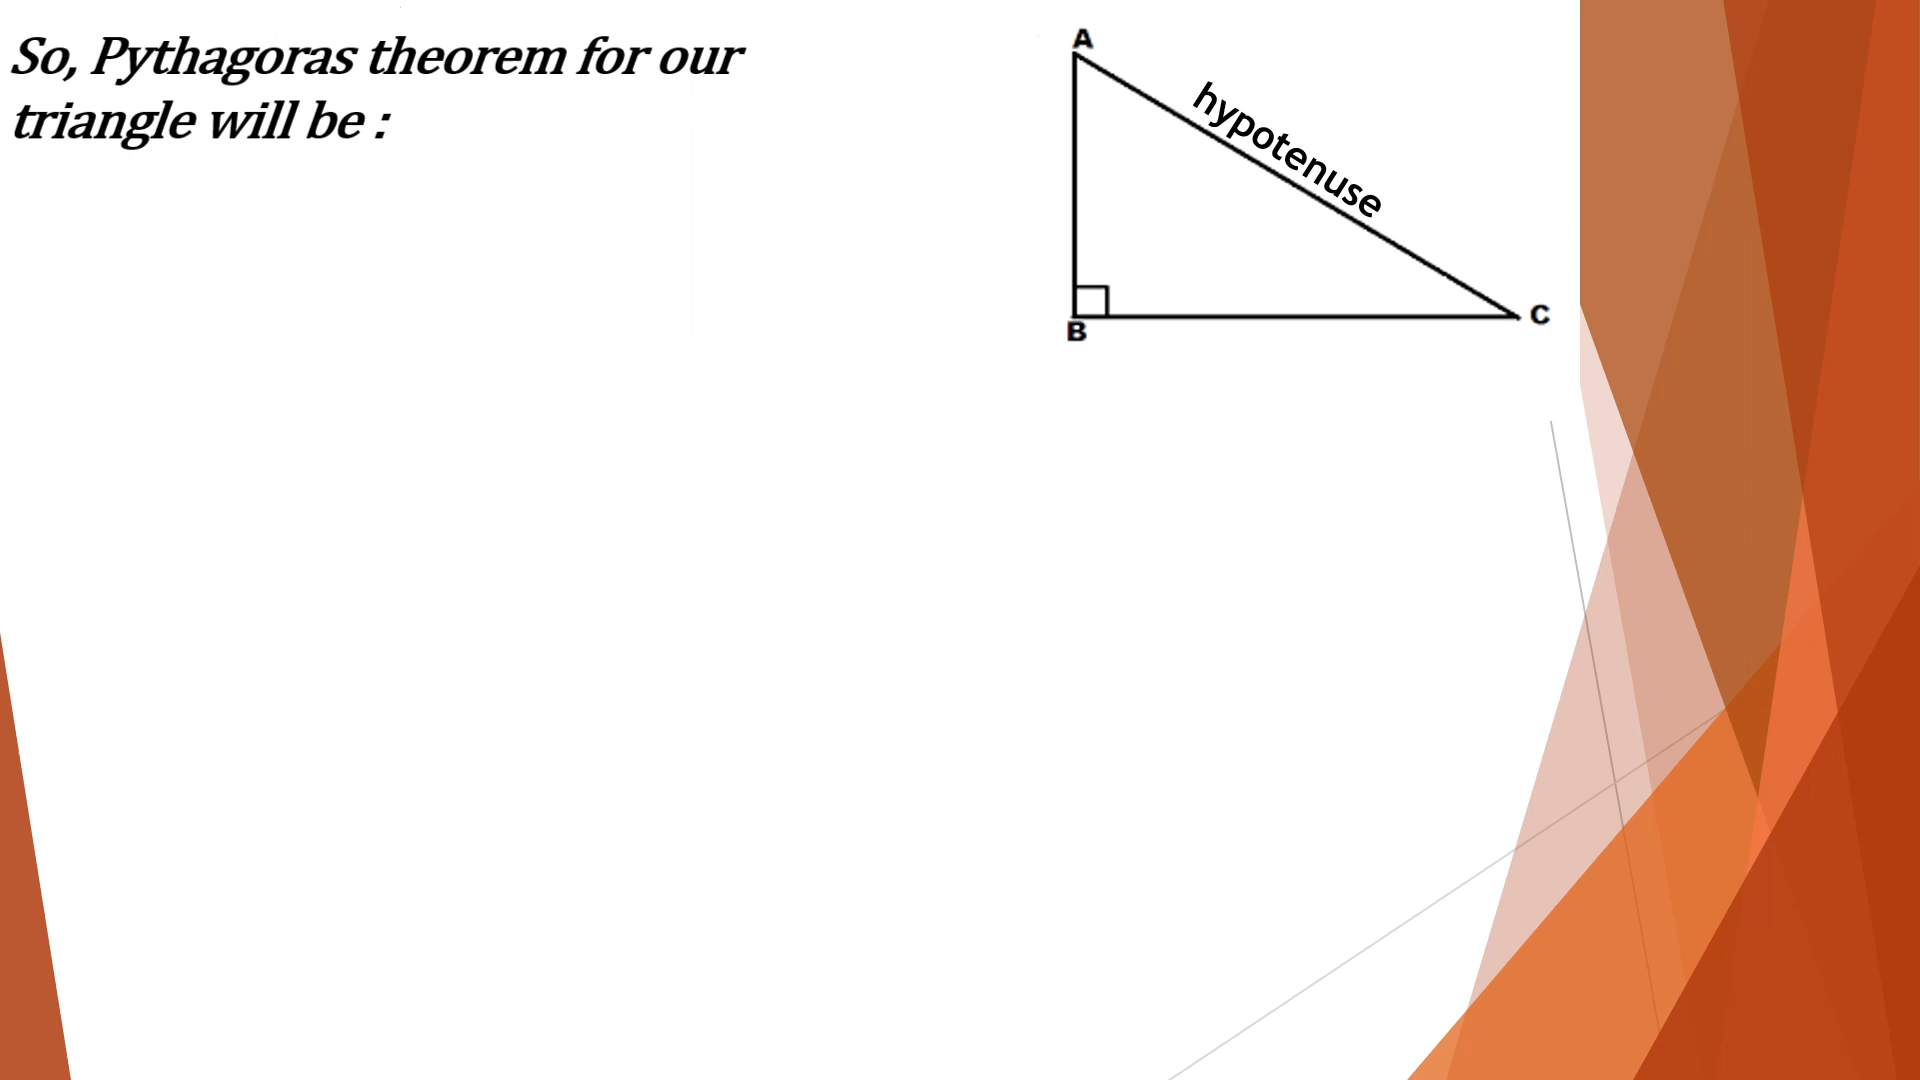 So, Pythagoras theorem for our
triangle will be :
A
hypotenuse
B
C